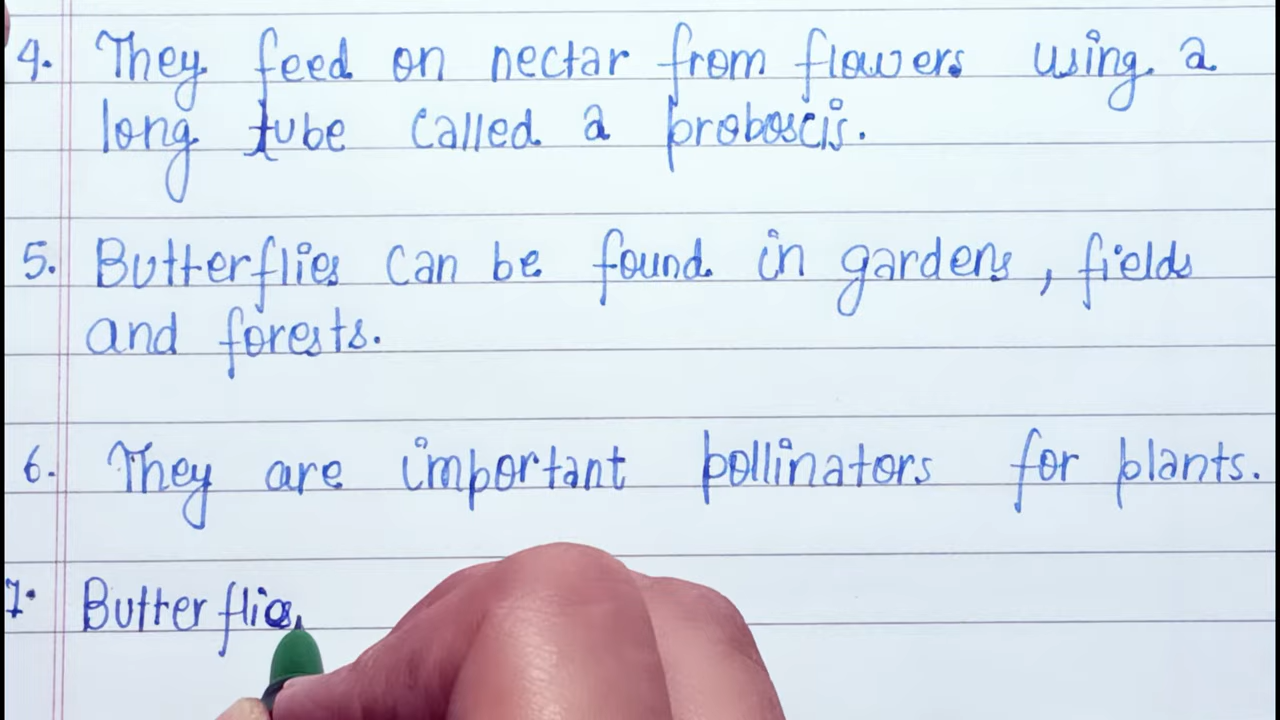 4. They feed on nectar from flowers using a
long tube called a proboscis.
5. Butterflies can be found in gardens, fields
and forests.
6. They are important pollinators for plants.
7. Butterflies